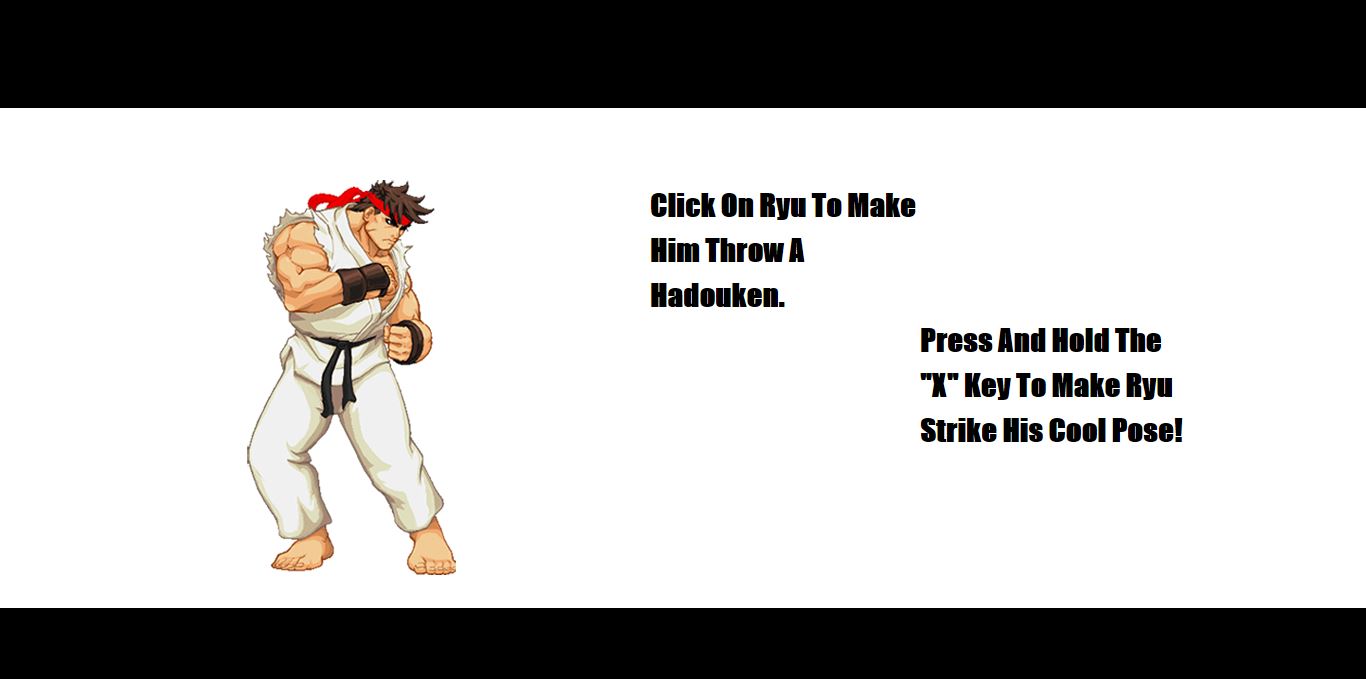 Click On Ryu To Make
Him Throw A
Hadouken.
Press And Hold The
"X" Key To Make Ryu
Strike His Cool Pose!